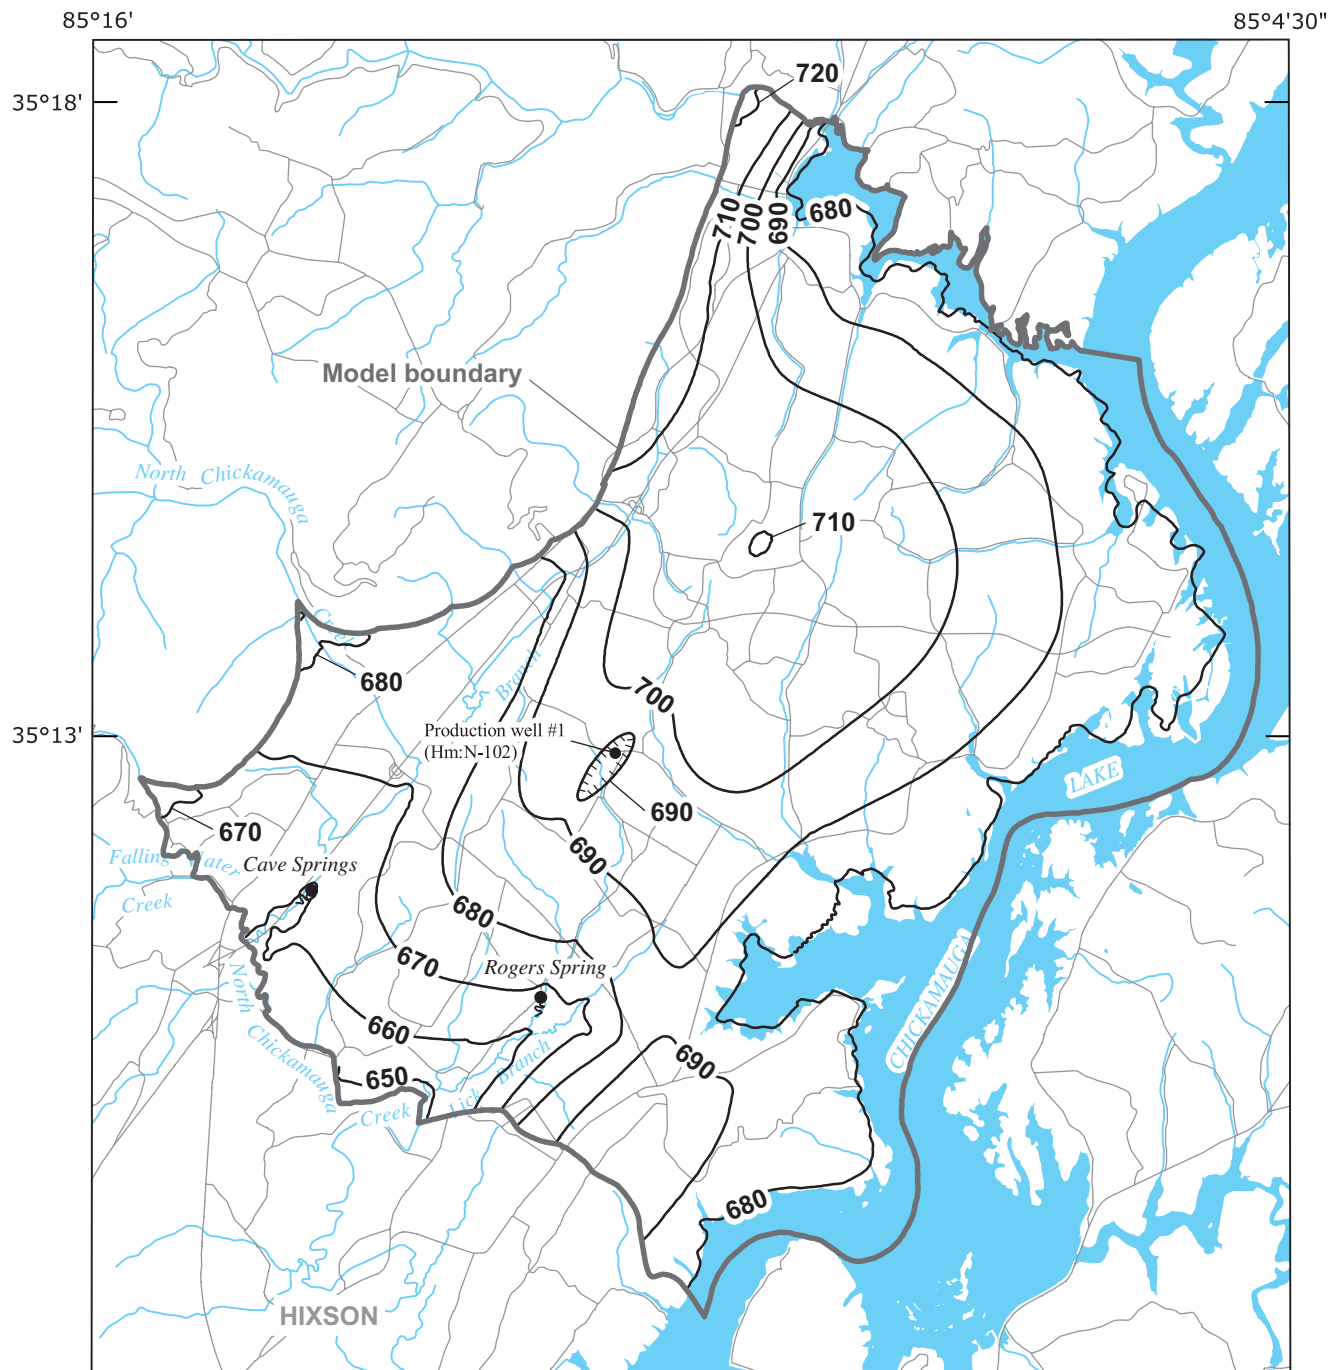 85°16'
85°4'30"
35°18'
720
710
700
690
680
Model boundary
North Chickamauga
Creek
710
680
Branch
700
35°13'
Production well #1
(Hm:N-102)
690
LAKE
670
Falling Water
Creek
Cave Springs
690
680
670
Rogers Spring
CHICKAMAUGA
North Chickamauga
Creek
660
690
650
Lick Branch
680
HIXSON